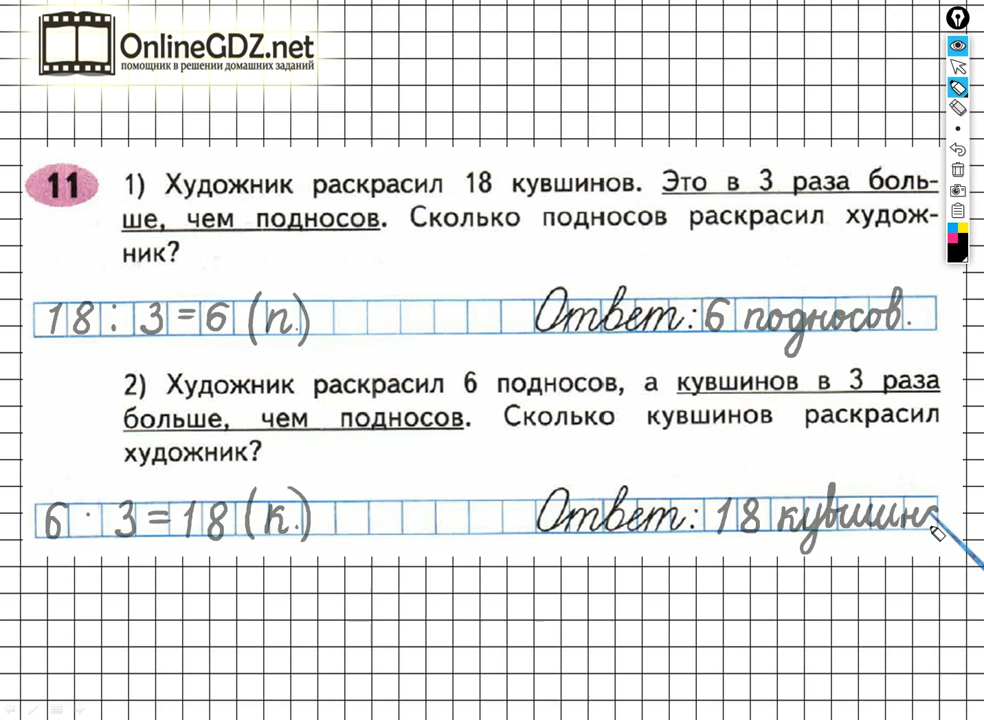 OnlineGDZ.net
помощник в решении домашних заданий
11 1) Художник раскрасил 18 кувшинов. Это в 3 раза боль-
ше, чем подносов. Сколько подносов раскрасил худож-
ник?
18 : 3 = 6 (п.) Ответ: 6 подносов.
2) Художник раскрасил 6 подносов, а кувшинов в 3 раза
больше, чем подносов. Сколько кувшинов раскрасил
художник?
6 · 3 = 18 (к.) Ответ: 18 кувшин